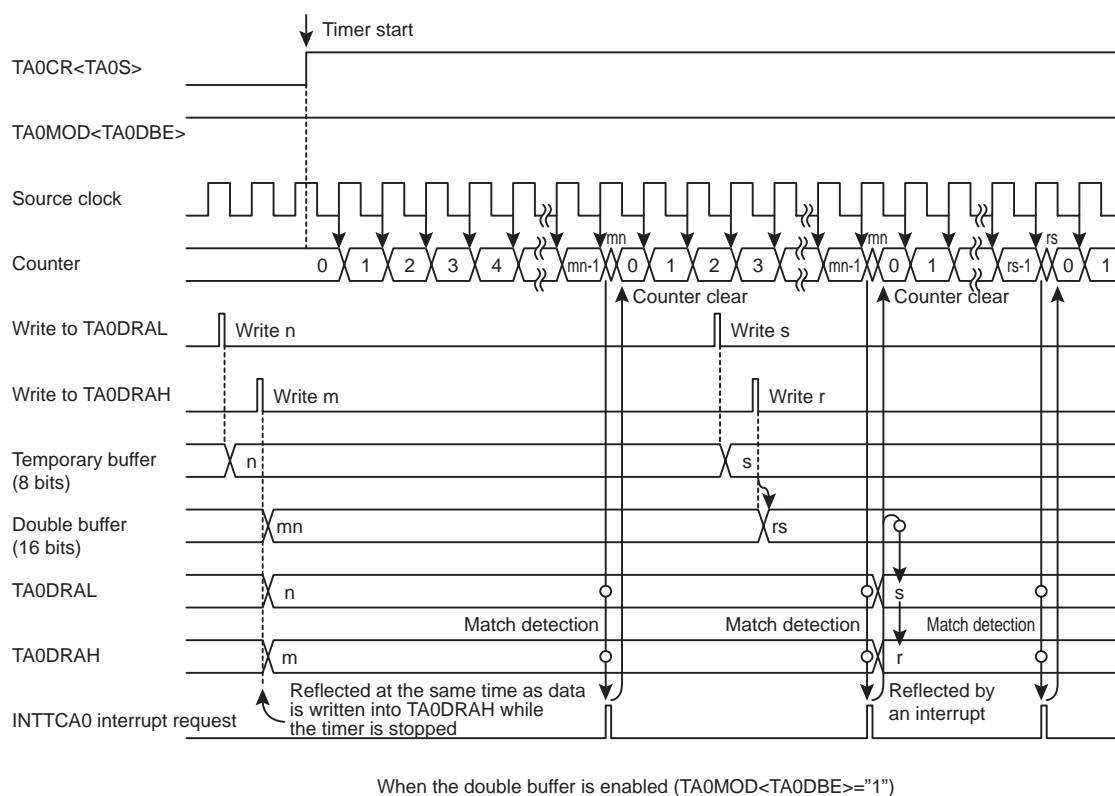 Timer start
TA0CR<TA0S>
TA0MOD<TA0DBE>
Source clock
mn mn rs
Counter 0 1 2 3 4 mn-1 0 1 2 3 mn-1 0 1 rs-1 0 1
Counter clear Counter clear
Write to TA0DRAL Write n Write s
Write to TA0DRAH Write m Write r
Temporary buffer n s
(8 bits)
Double buffer mn rs
(16 bits)
TA0DRAL n s
Match detection Match detection Match detection
TA0DRAH m r
Reflected at the same time as data Reflected by
is written into TA0DRAH while an interrupt
INTTCA0 interrupt request the timer is stopped
When the double buffer is enabled (TA0MOD<TA0DBE>="1")